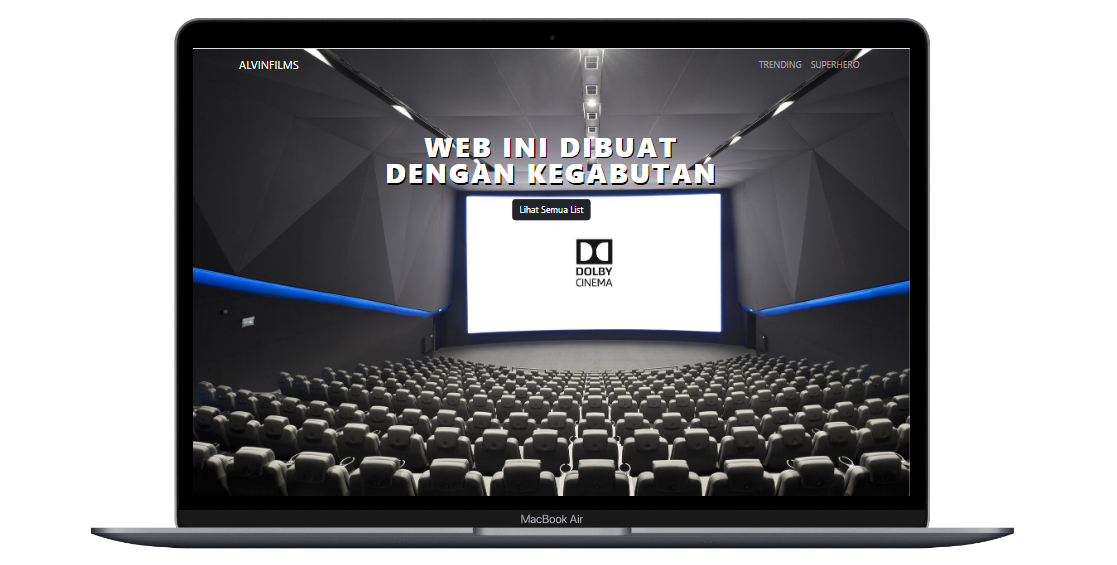 ALVINFILMS
TRENDING SUPERHERO
WEB INI DIBUAT
DENGAN KEGABUTAN
Lihat Semua List
DOLBY
CINEMA
MacBook Air